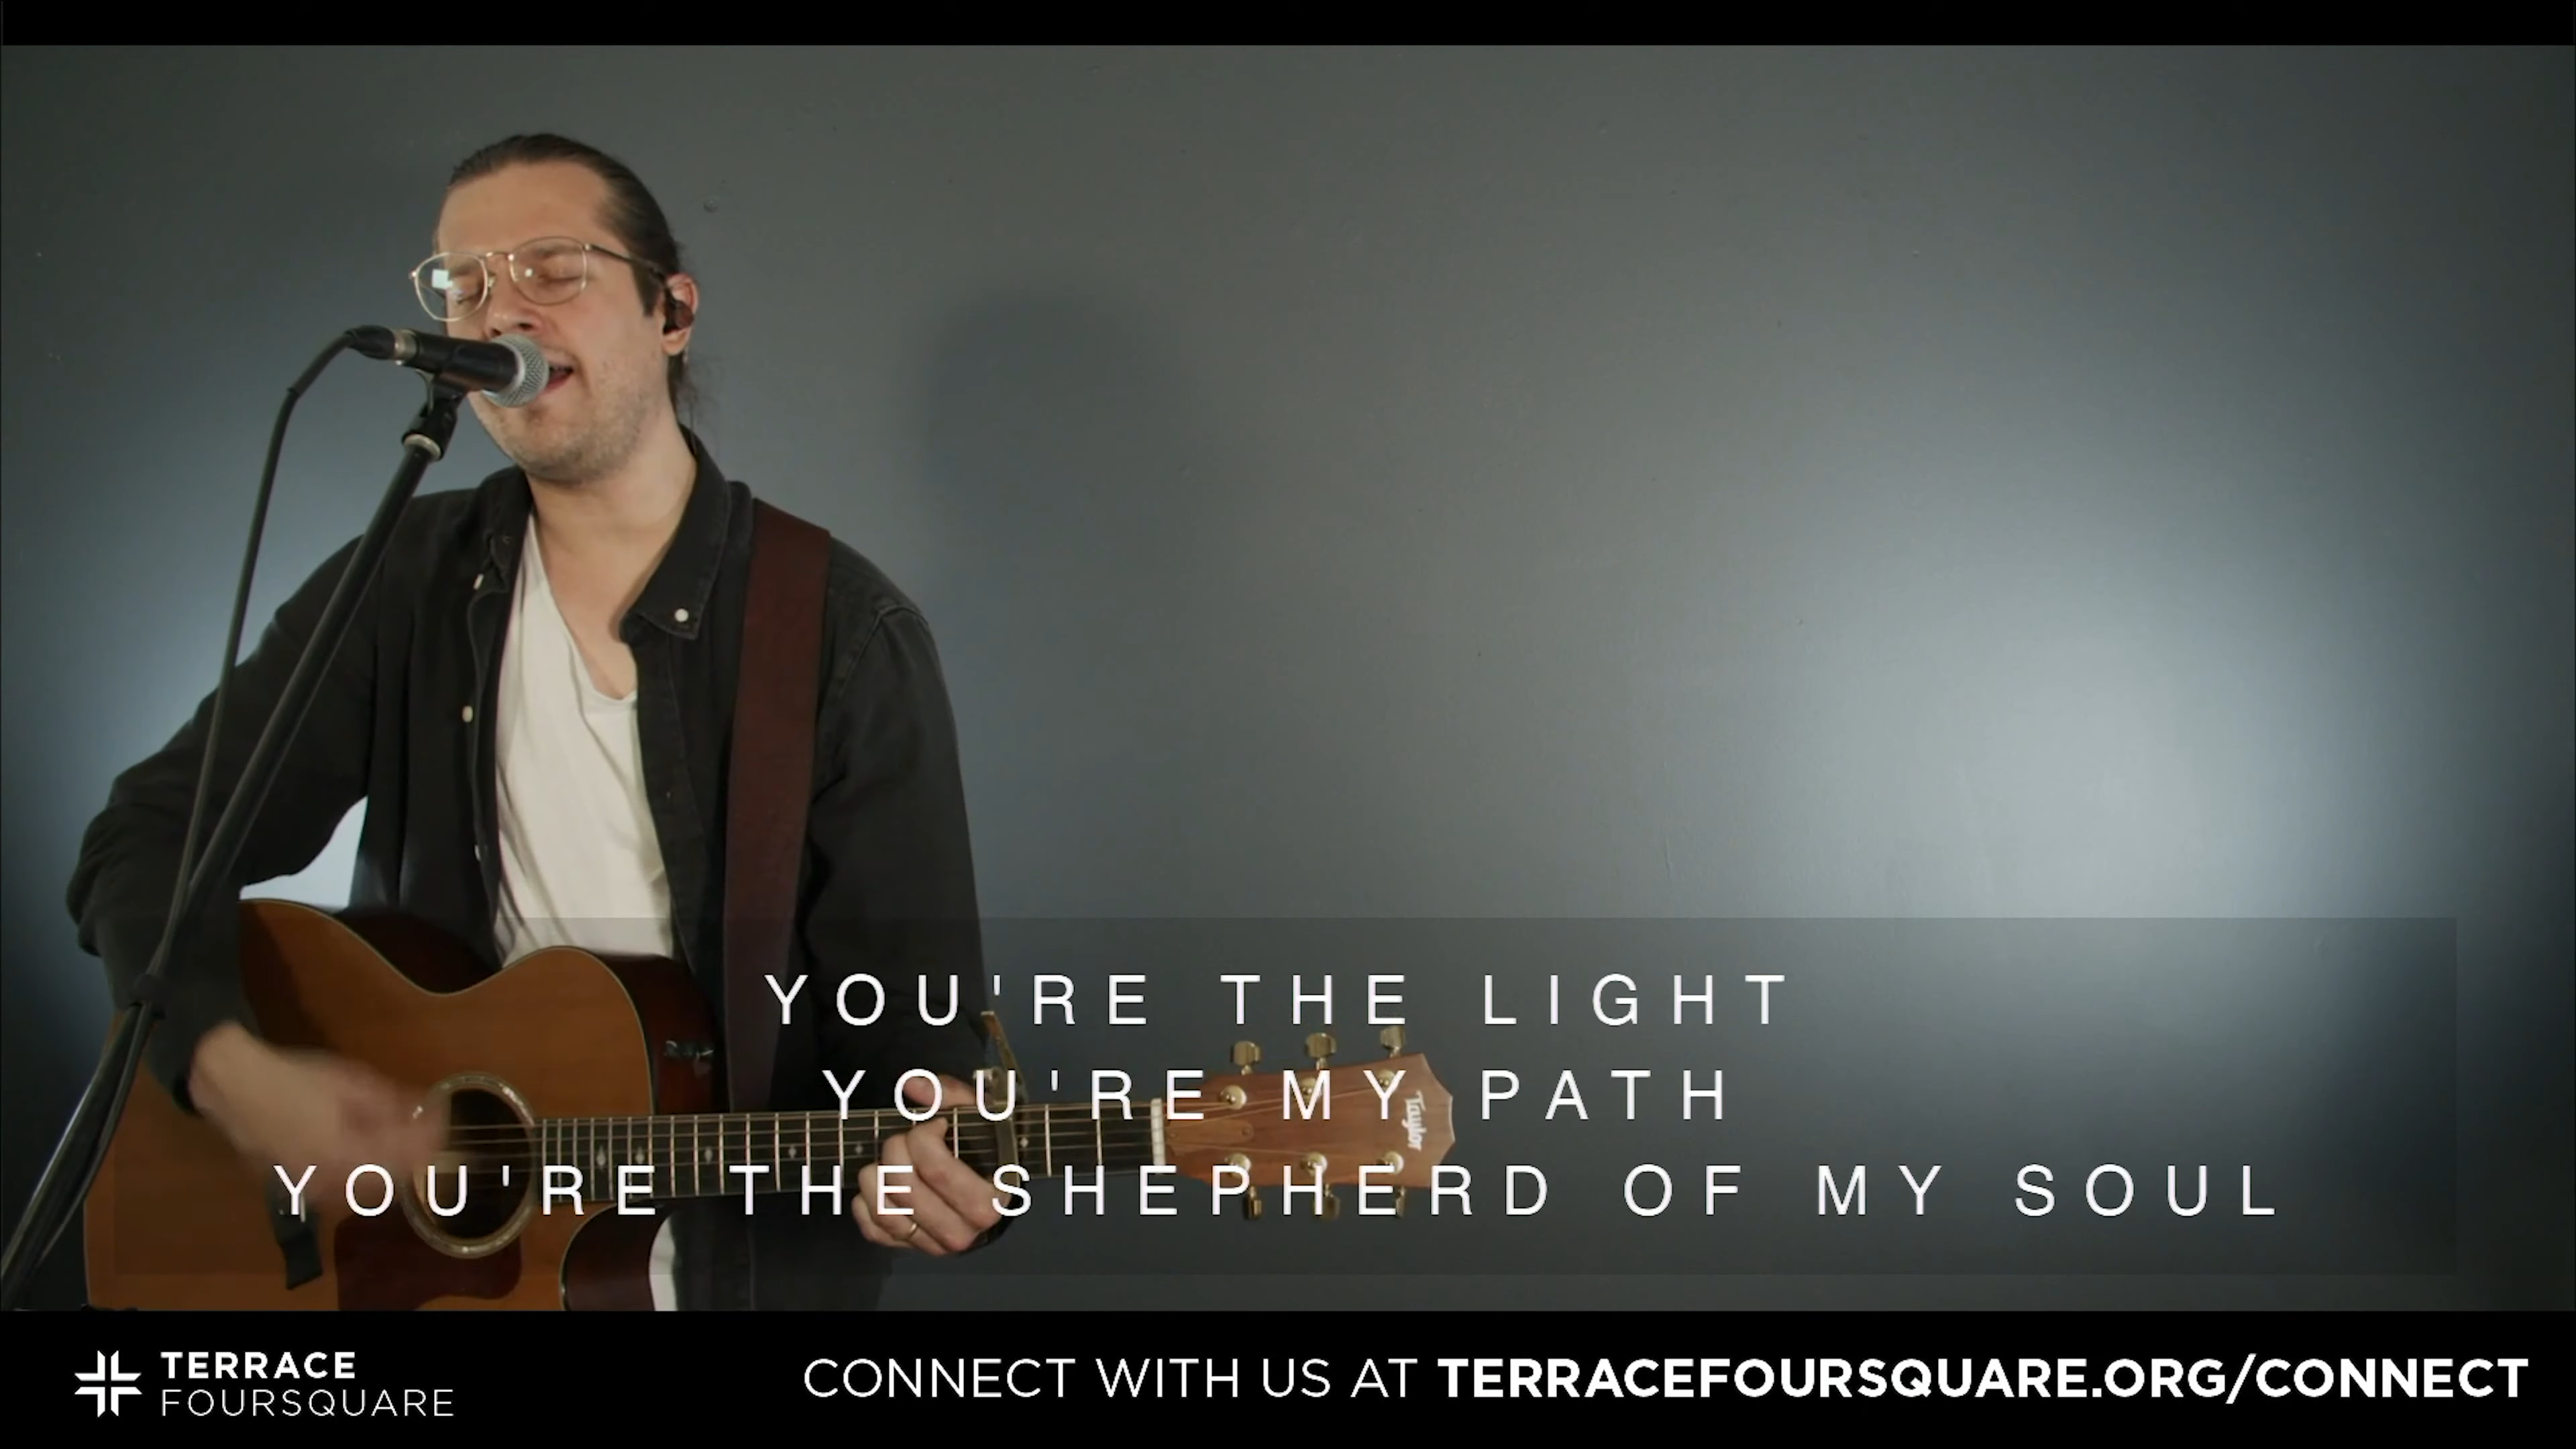 YOU'RE THE LIGHT
YOU'RE MY PATH
YOU'RE THE SHEPHERD OF MY SOUL
Taylor
TERRACE
FOURSQUARE
CONNECT WITH US AT TERRACEFOURSQUARE.ORG/CONNECT